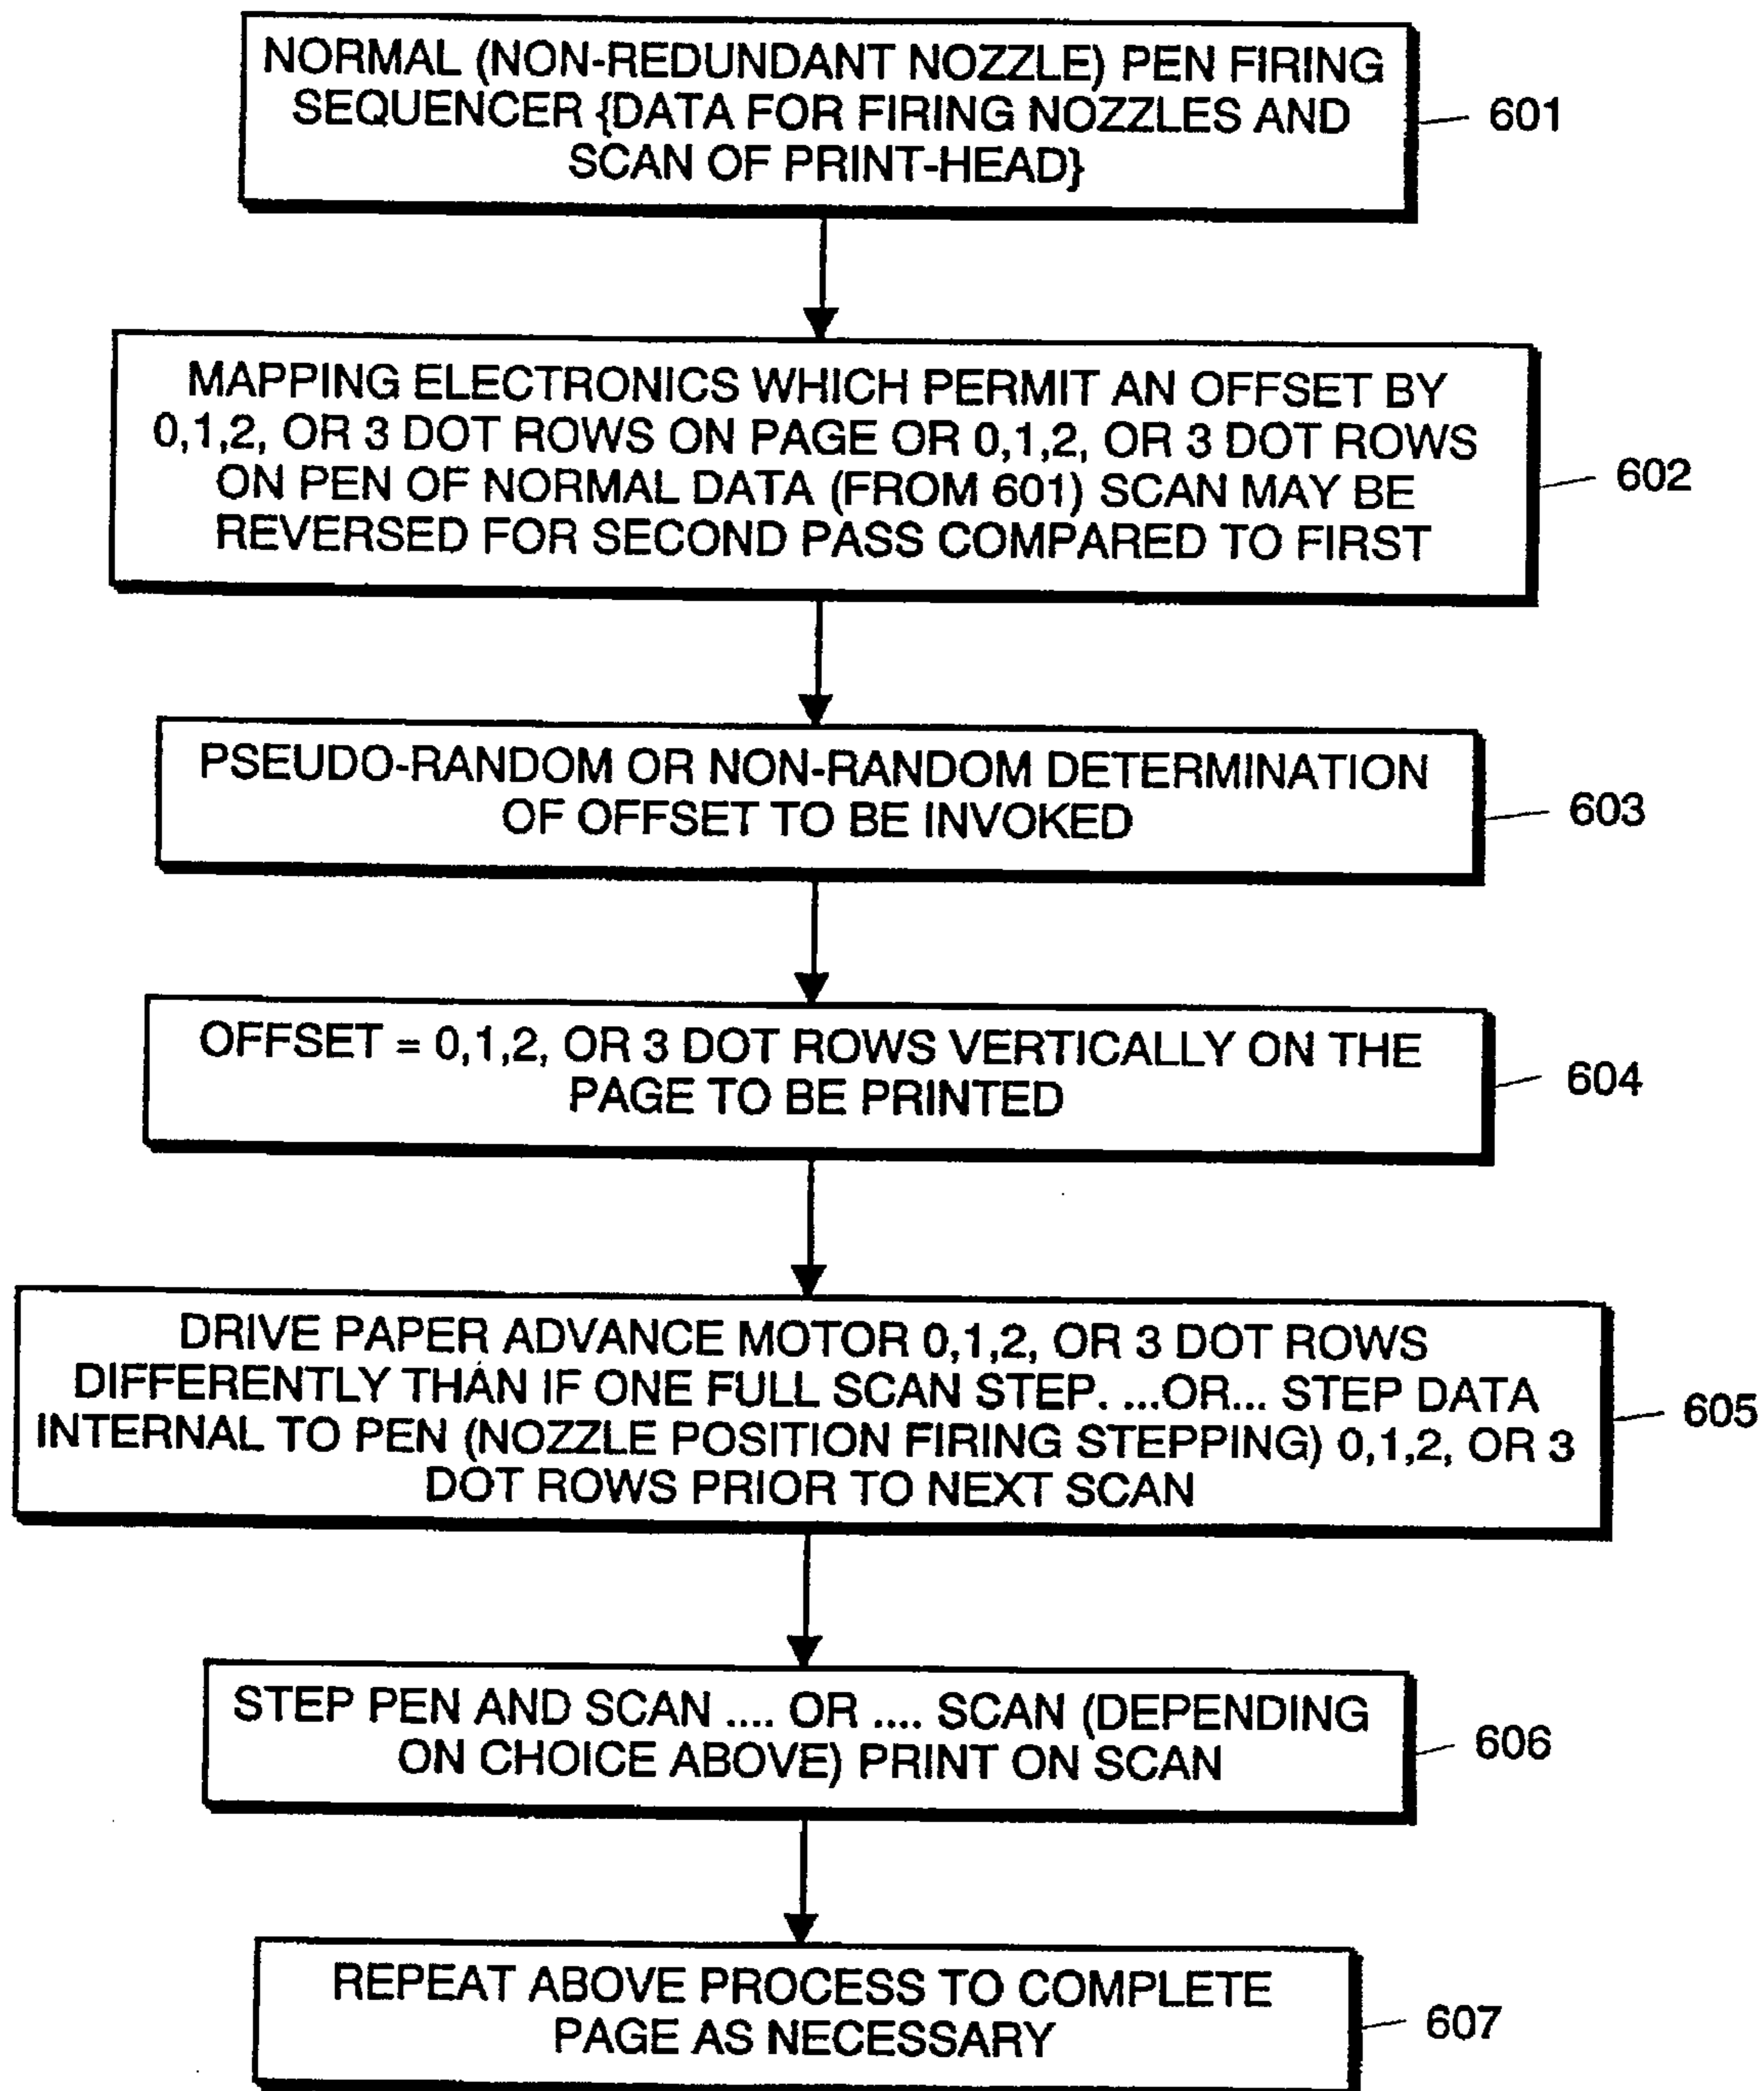 NORMAL (NON-REDUNDANT NOZZLE) PEN FIRING
SEQUENCER {DATA FOR FIRING NOZZLES AND
SCAN OF PRINT-HEAD}
601
MAPPING ELECTRONICS WHICH PERMIT AN OFFSET BY
0,1,2, OR 3 DOT ROWS ON PAGE OR 0,1,2, OR 3 DOT ROWS
ON PEN OF NORMAL DATA (FROM 601) SCAN MAY BE
REVERSED FOR SECOND PASS COMPARED TO FIRST
602
PSEUDO-RANDOM OR NON-RANDOM DETERMINATION
OF OFFSET TO BE INVOKED
603
OFFSET = 0,1,2, OR 3 DOT ROWS VERTICALLY ON THE
PAGE TO BE PRINTED
604
DRIVE PAPER ADVANCE MOTOR 0,1,2, OR 3 DOT ROWS
DIFFERENTLY THAN IF ONE FULL SCAN STEP. ...OR... STEP DATA
INTERNAL TO PEN (NOZZLE POSITION FIRING STEPPING) 0,1,2, OR 3
DOT ROWS PRIOR TO NEXT SCAN
605
STEP PEN AND SCAN .... OR .... SCAN (DEPENDING
ON CHOICE ABOVE) PRINT ON SCAN
606
REPEAT ABOVE PROCESS TO COMPLETE
PAGE AS NECESSARY
607